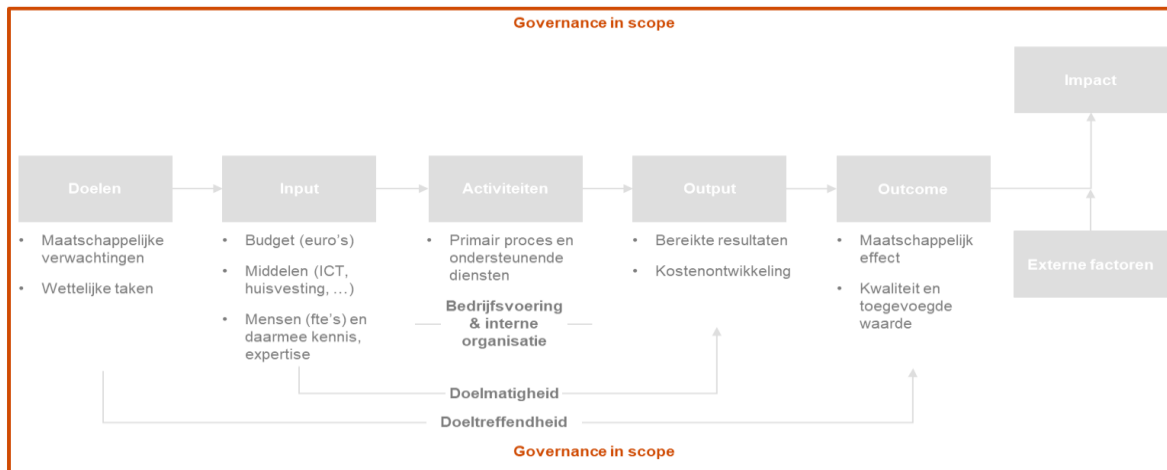 Governance in scope
Impact
Doelen
Input
Activiteiten
Output
Outcome
Externe factoren
• Maatschappelijke
verwachtingen
• Wettelijke taken
• Budget (euro's)
• Middelen (ICT,
huisvesting, …)
• Mensen (fte's) en
daarmee kennis,
expertise
• Primair proces en
ondersteunende
diensten
Bedrijfsvoering
& interne
organisatie
• Bereikte resultaten
• Kostenontwikkeling
• Maatschappelijk
effect
• Kwaliteit en
toegevoegde
waarde
Doelmatigheid
Doeltreffendheid
Governance in scope